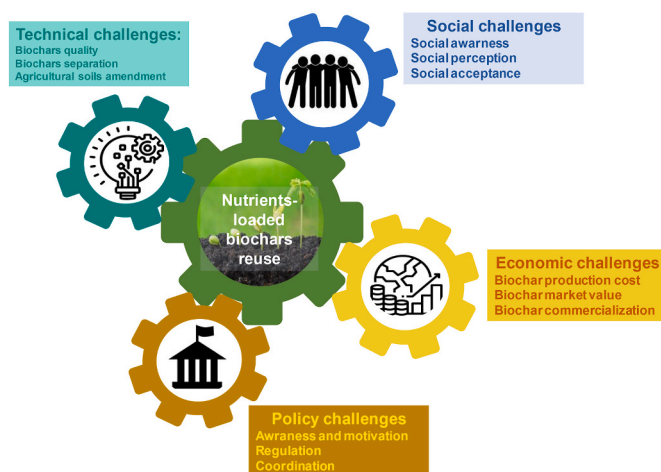 Technical challenges:
Biochars quality
Biochars separation
Agricultural soils amendment
Social challenges
Social awarness
Social perception
Social acceptance
Nutrients-
loaded
biochars
reuse
Economic challenges
Biochar production cost
Biochar market value
Biochar commercialization
Policy challenges
Awraness and motivation
Regulation
Coordination